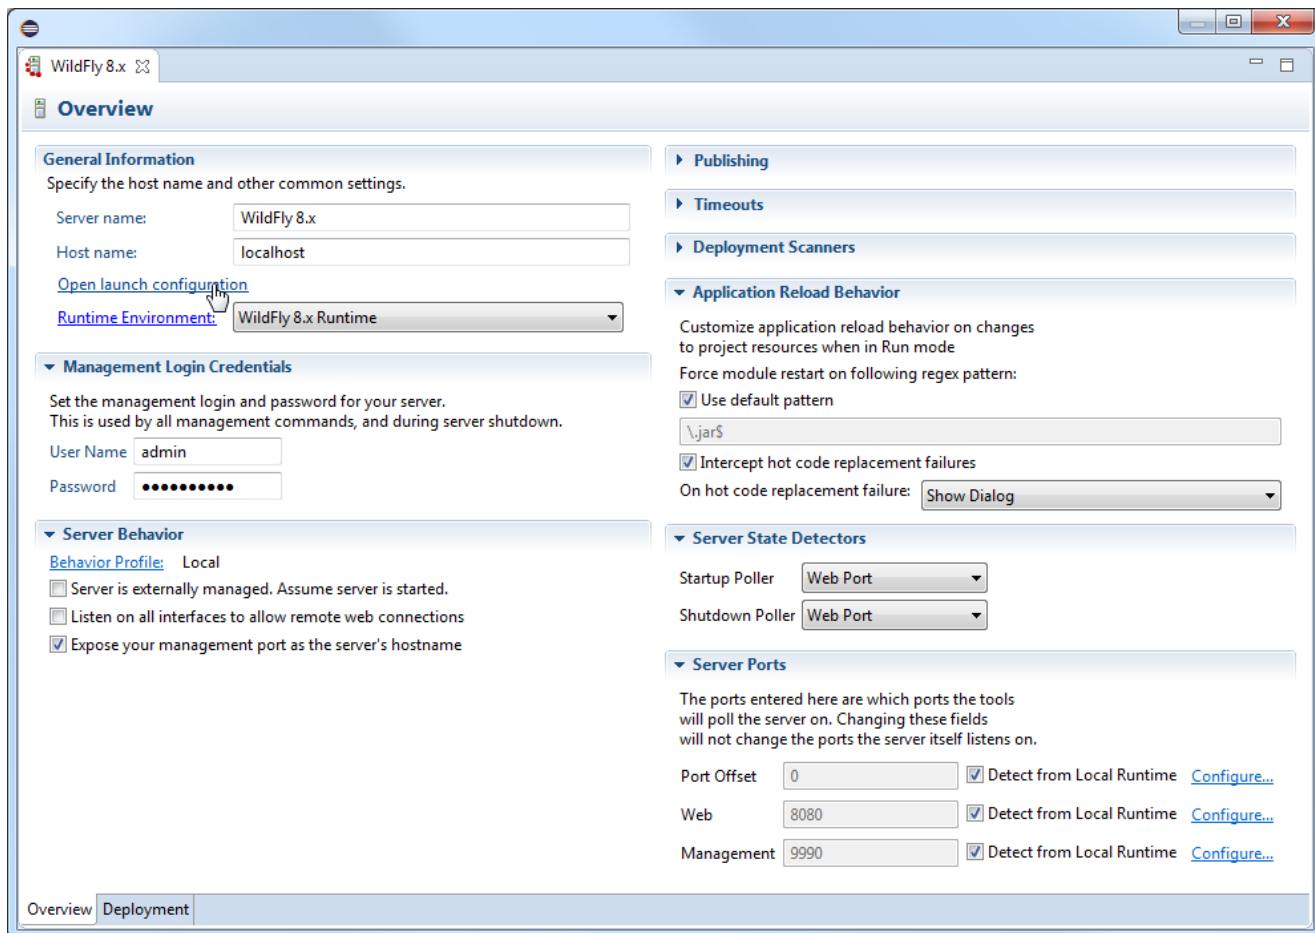 WildFly 8.x
Overview
General Information
Specify the host name and other common settings.
Server name: WildFly 8.x
Host name: localhost
Open launch configuration
Runtime Environment: WildFly 8.x Runtime
Management Login Credentials
Set the management login and password for your server.
This is used by all management commands, and during server shutdown.
User Name admin
Password ●●●●●●●●●●
Server Behavior
Behavior Profile: Local
Server is externally managed. Assume server is started.
Listen on all interfaces to allow remote web connections
Expose your management port as the server's hostname
Publishing
Timeouts
Deployment Scanners
Application Reload Behavior
Customize application reload behavior on changes
to project resources when in Run mode
Force module restart on following regex pattern:
Use default pattern
\.jar$
Intercept hot code replacement failures
On hot code replacement failure: Show Dialog
Server State Detectors
Startup Poller Web Port
Shutdown Poller Web Port
Server Ports
The ports entered here are which ports the tools
will poll the server on. Changing these fields
will not change the ports the server itself listens on.
Port Offset 0 Detect from Local Runtime Configure...
Web 8080 Detect from Local Runtime Configure...
Management 9990 Detect from Local Runtime Configure...
Overview Deployment